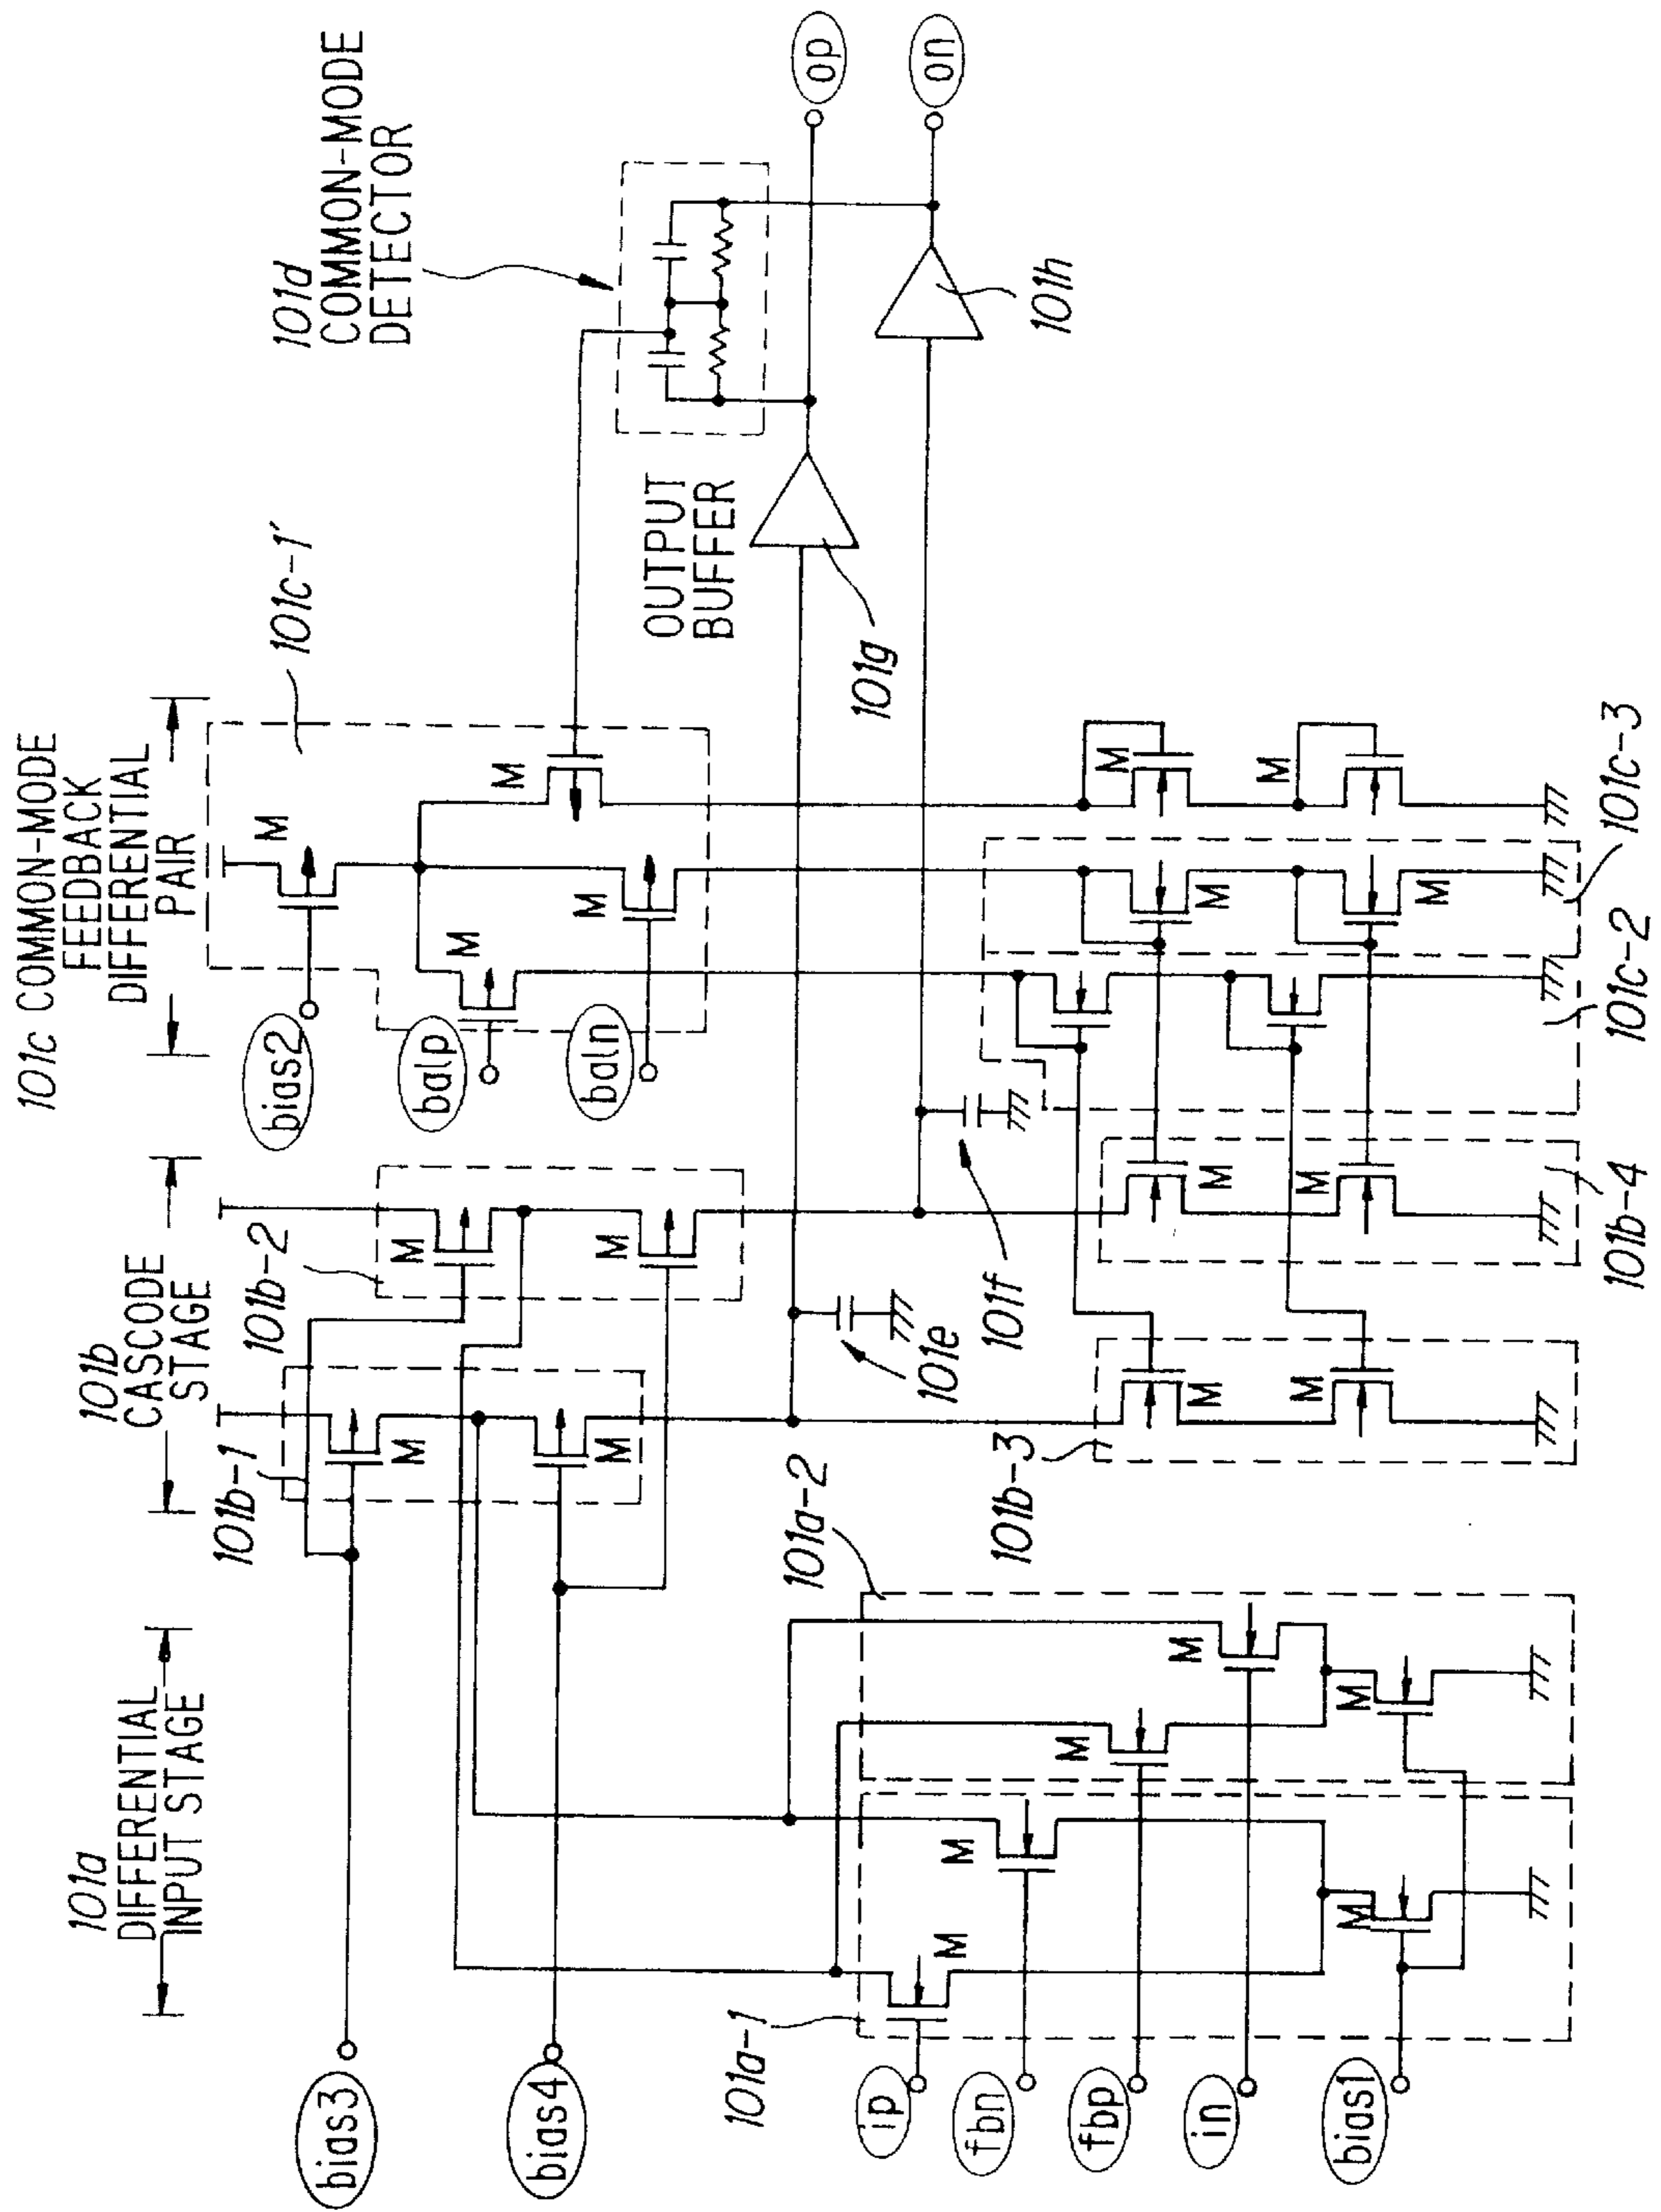 101a
DIFFERENTIAL
INPUT STAGE
101b
CASCODE
STAGE
101c COMMON-MODE
FEEDBACK
DIFFERENTIAL
PAIR
101d
COMMON-MODE
DETECTOR
bias3
bias4
101b-1
101b-2
bias2
balp
baln
101c-1'
M
M
M
M
M
M
M
M
OUTPUT
BUFFER
101g
101h
op
on
101e
101f
101a-1
101a-2
101b-3
101b-4
101c-2
101c-3
ip
fbn
fbp
in
bias1
M
M
M
M
M
M
M
M
M
M
M
M
M
M